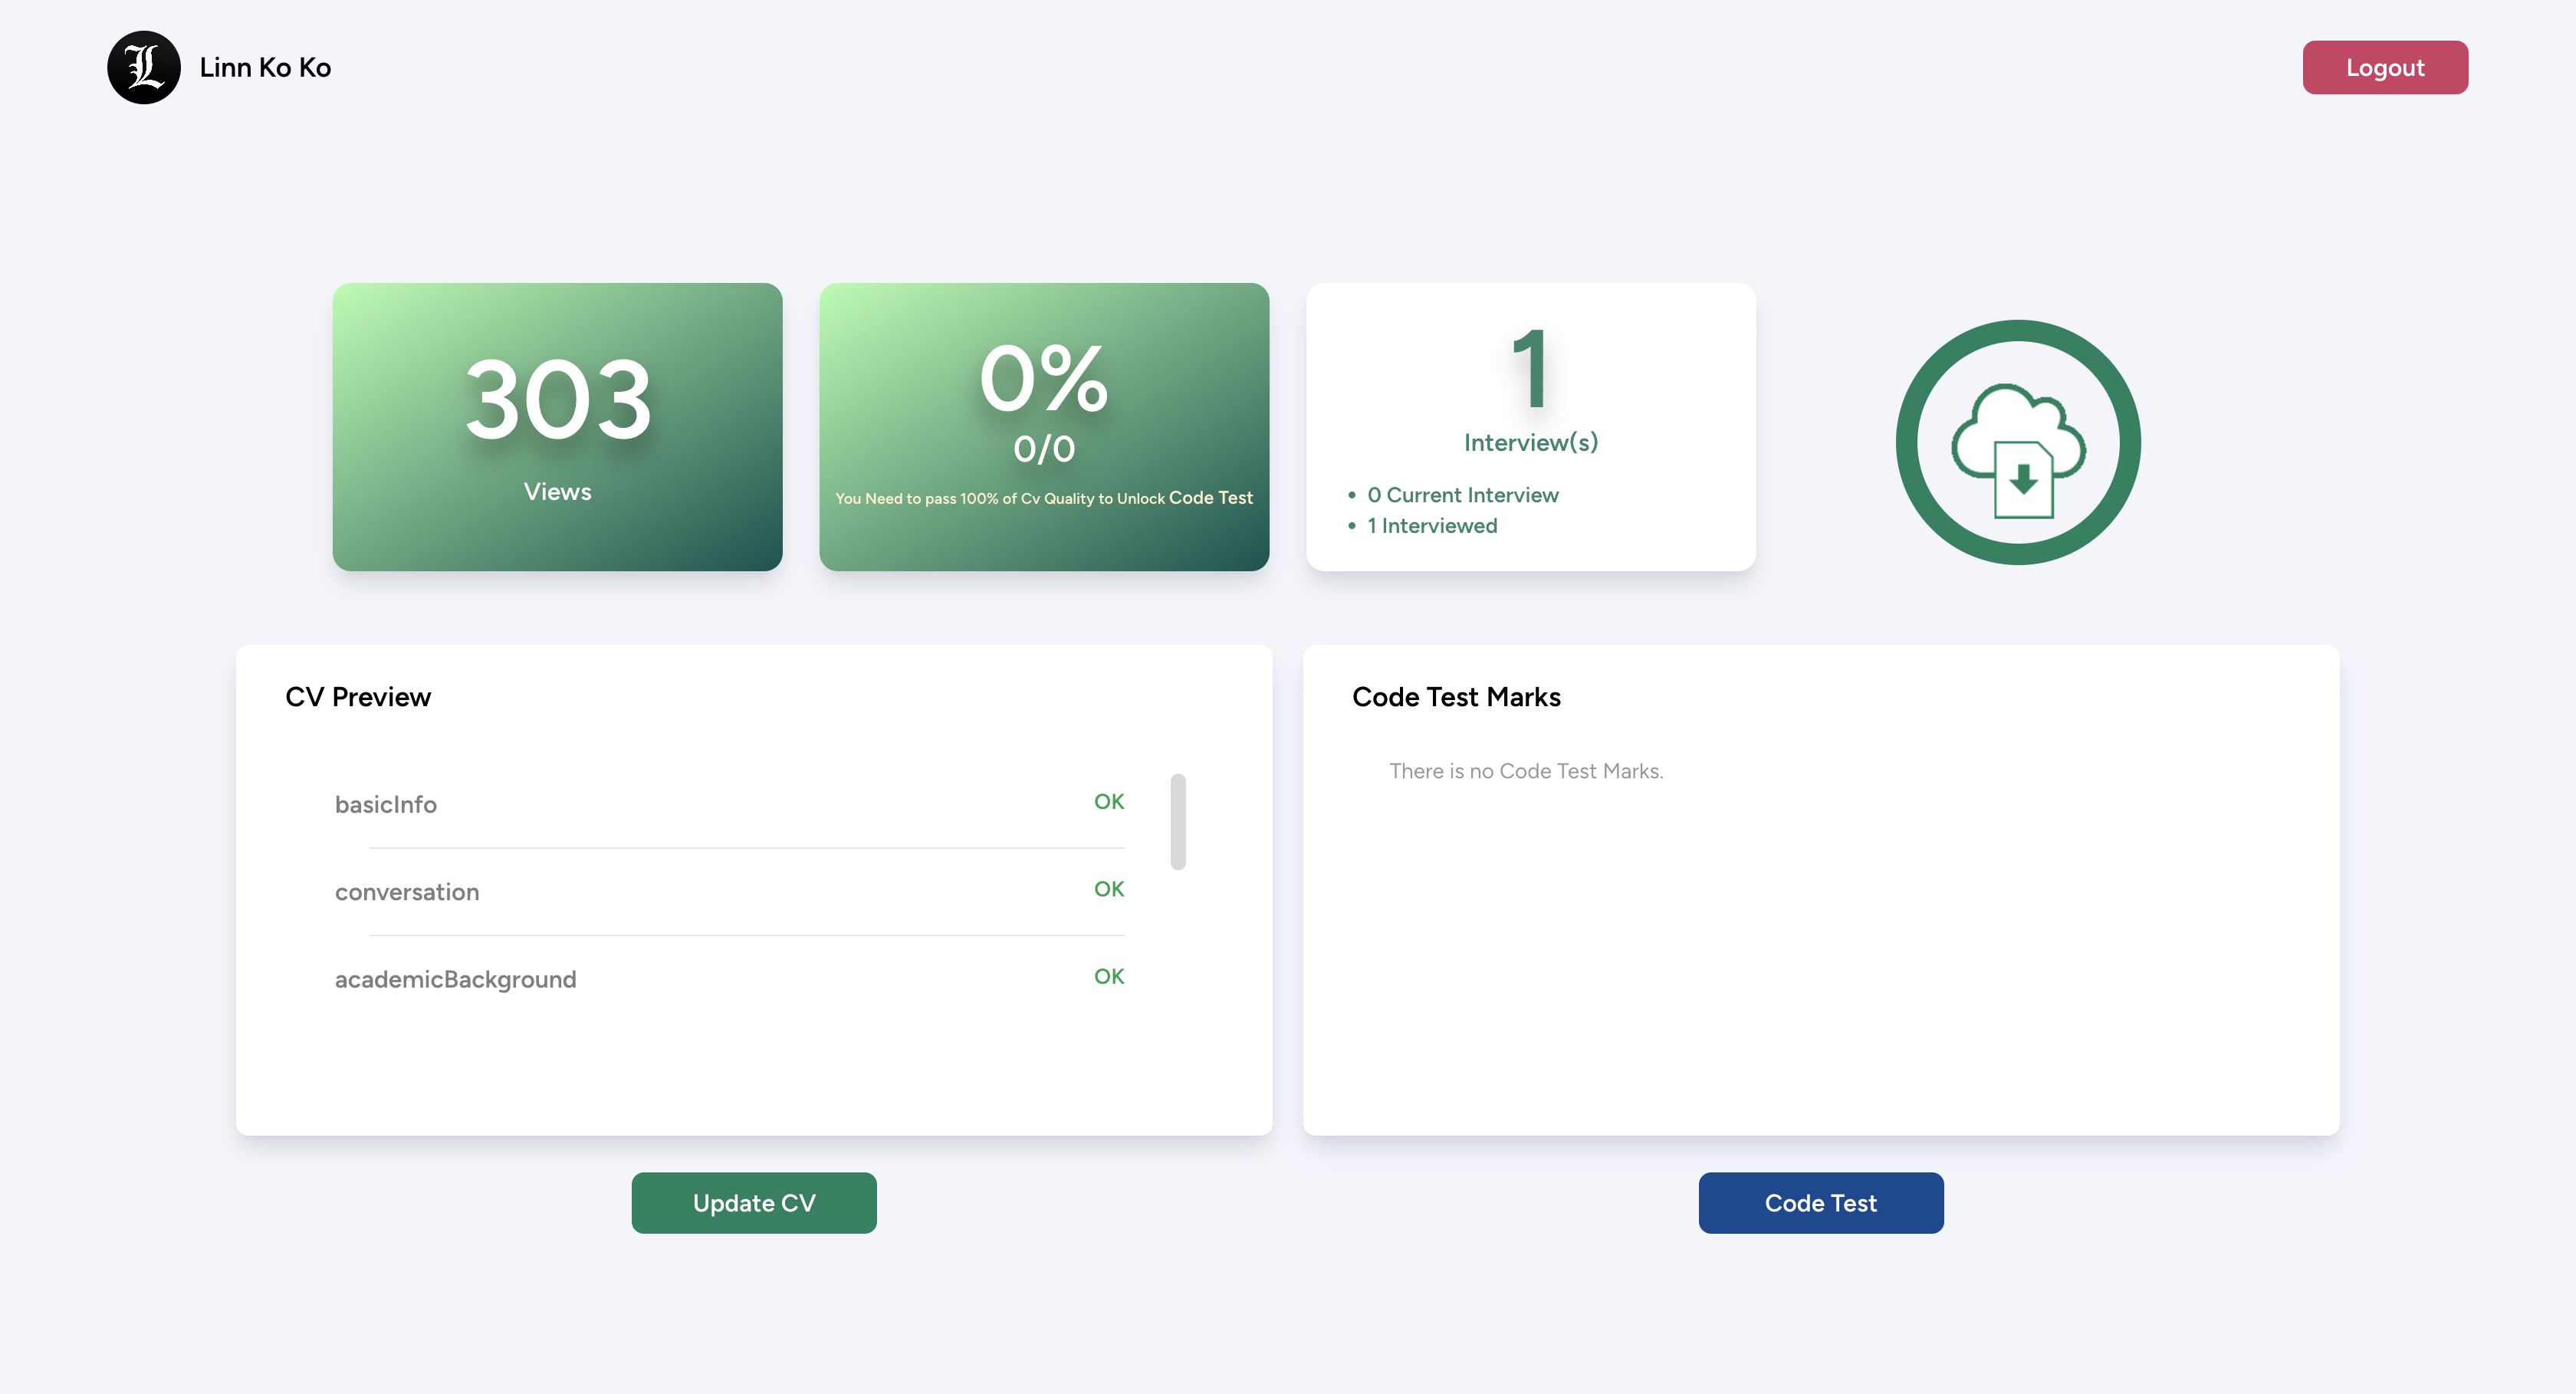 L
Linn Ko Ko
Logout
303
Views
0%
0/0
You Need to pass 100% of Cv Quality to Unlock Code Test
1
Interview(s)
• 0 Current Interview
• 1 Interviewed
CV Preview
basicInfo OK
conversation OK
academicBackground OK
Code Test Marks
There is no Code Test Marks.
Update CV
Code Test